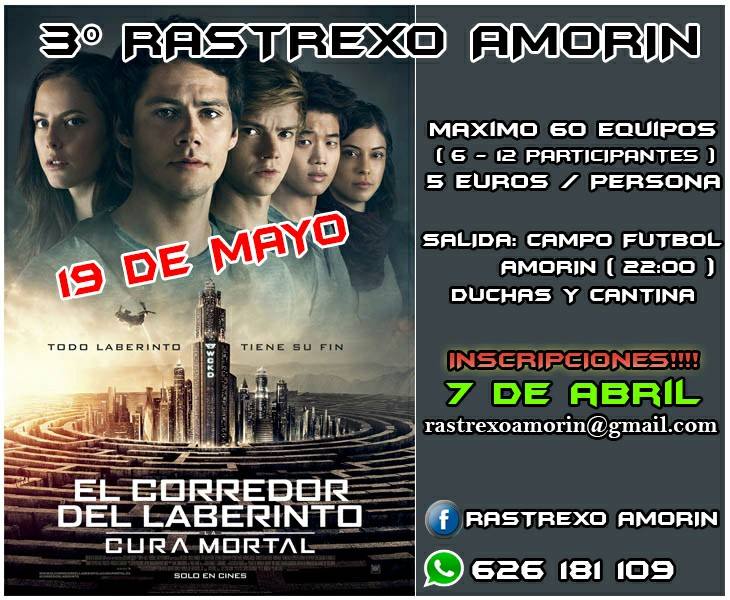 3º RASTREXO AMORIN
MAXIMO 60 EQUIPOS
( 6 - 12 PARTICIPANTES )
5 EUROS / PERSONA
19 DE MAYO
SALIDA: CAMPO FUTBOL
AMORIN ( 22:00 )
DUCHAS Y CANTINA
TODO LABERINTO TIENE SU FIN
WCKD
INSCRIPCIONES!!!!
7 DE ABRIL
rastrexoamorin@gmail.com
EL CORREDOR
DEL LABERINTO
LA
CURA MORTAL
SOLO EN CINES
RASTREXO AMORIN
626 181 109